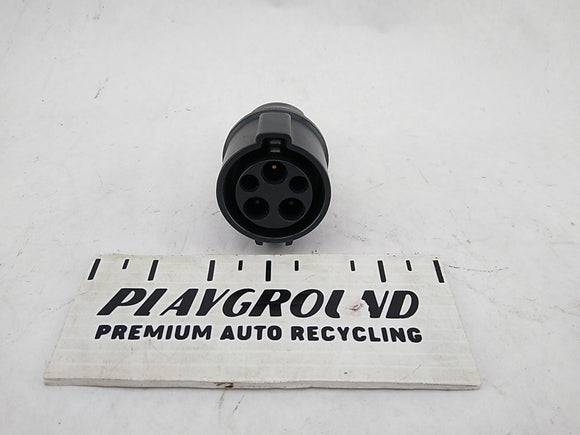 PLAYGROUND
PREMIUM AUTO RECYCLING